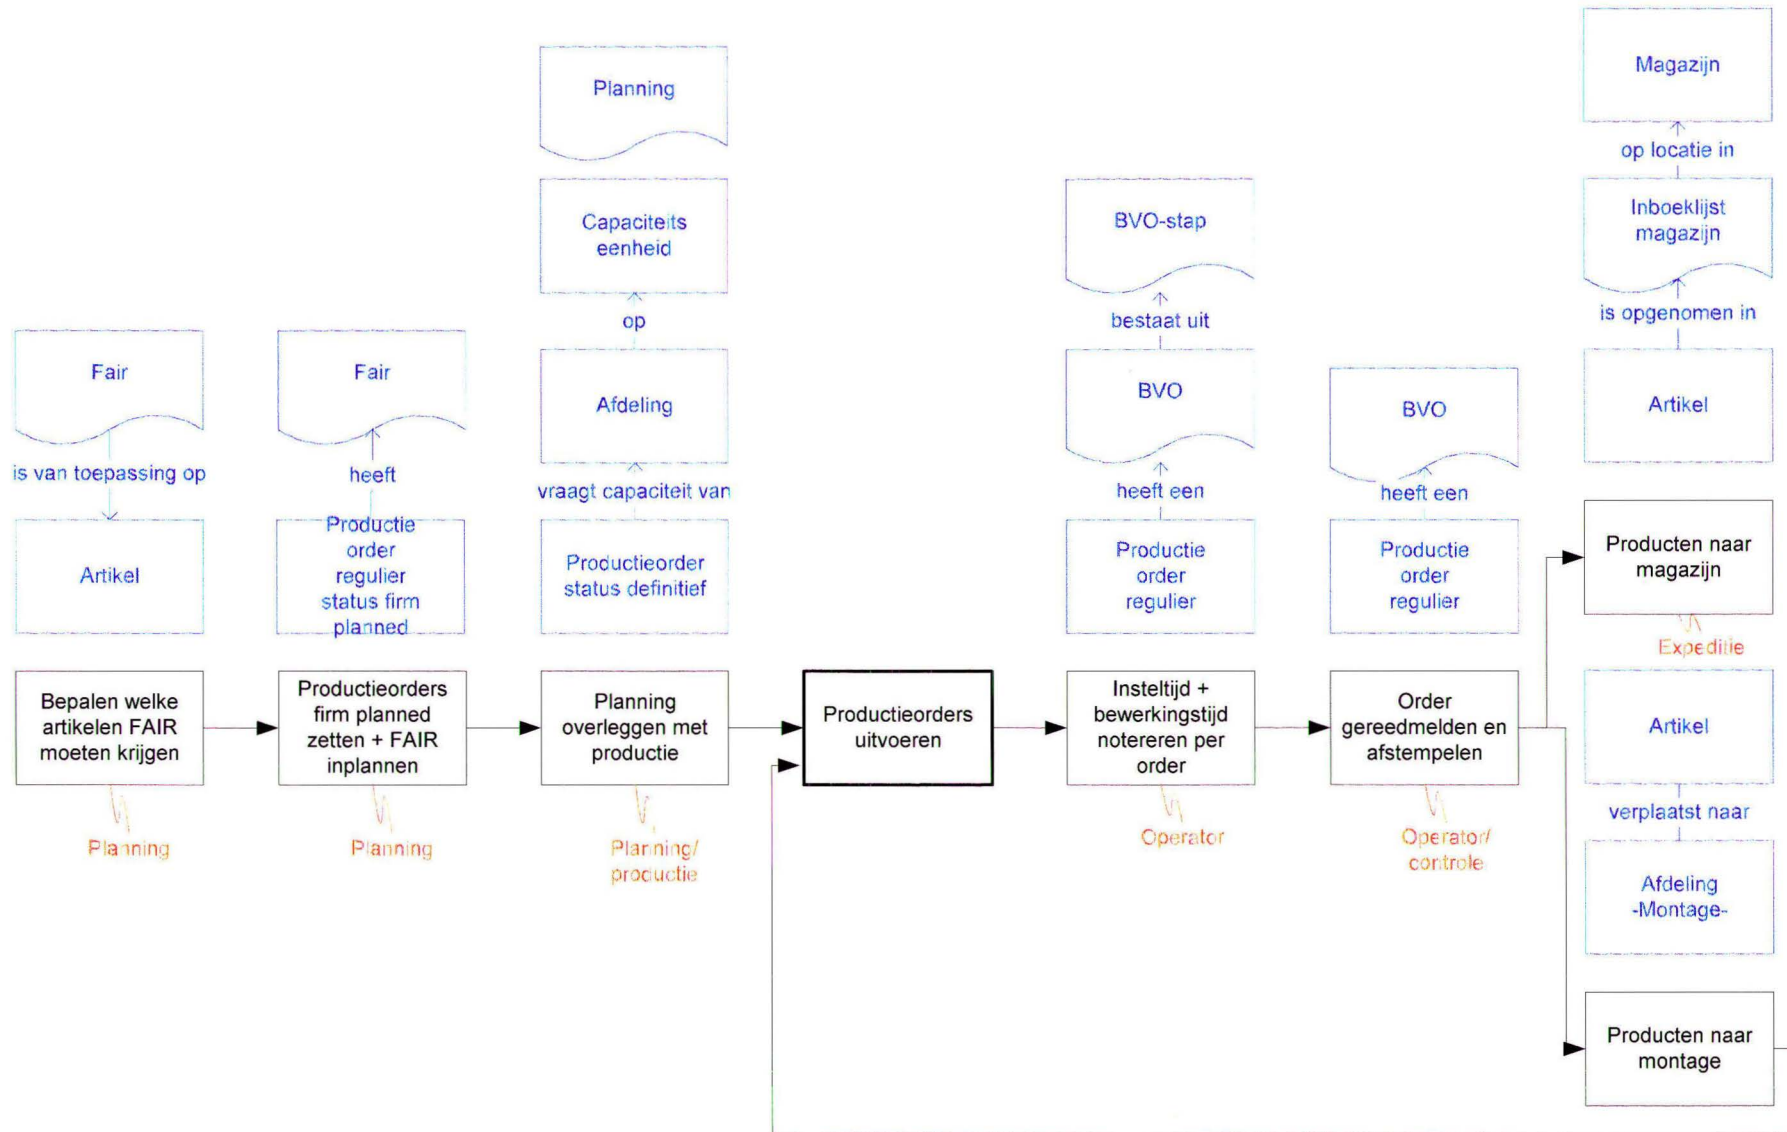 Magazijn
op locatie in
Inboeklijst
magazijn
is opgenomen in
Artikel
Planning
Capaciteits
eenheid
op
Afdeling
vraagt capaciteit van
Productieorder
status definitief
BVO-stap
bestaat uit
BVO
heeft een
Productie
order
regulier
BVO
heeft een
Productie
order
regulier
Fair
is van toepassing op
Artikel
Fair
heeft
Productie
order
regulier
status firm
planned
Bepalen welke
artikelen FAIR
moeten krijgen
Planning
Productieorders
firm planned
zetten + FAIR
inplannen
Planning
Planning
overleggen met
productie
Planning/
productie
Productieorders
uitvoeren
Insteltijd +
bewerkingstijd
notereren per
order
Operator
Order
gereedmelden en
afstempelen
Operator/
controle
Producten naar
magazijn
Expeditie
Artikel
verplaatst naar
Afdeling
-Montage-
Producten naar
montage